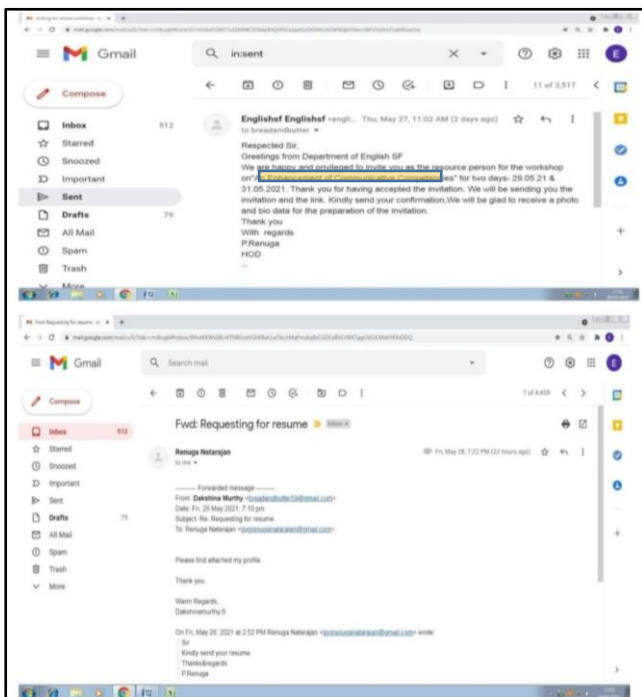 Gmail
in:sent
Compose
11 of 3,517
Inbox 512
Starred
Snoozed
Important
Sent
Drafts 79
All Mail
Spam
Trash
More
Englishsf Englishsf Thu, May 27, 11:02 AM (2 days ago)
to breadandbutter
Respected Sir,
Greetings from Department of English SF
We are happy and privileged to invite you as the resource person for the workshop
on"An Enhancement of Communicative Competencies" for two days- 29.05.21 &
31.05.2021. Thank you for having accepted the invitation. We will be sending you the
invitation and the link. Kindly send your confirmation,We will be glad to receive a photo
and bio data for the preparation of the invitation.
Thank you
With regards
P.Renuga
HOD
...
Gmail
Search mail
Compose
7 of 4,459
Inbox 512
Starred
Snoozed
Important
Sent
Drafts 79
All Mail
Spam
Trash
More
Fwd: Requesting for resume Inbox x
Renuga Natarajan Fri, May 28, 7:22 PM (22 hours ago)
to me
---------- Forwarded message ----------
From: Dakshina Murthy <breadandbutter59@gmail.com>
Date: Fri, 28 May 2021, 7:10 pm
Subject: Re: Requesting for resume
To: Renuga Natarajan
Please find attached my profile.
Thank you
Warm Regards,
Dakshinamurthy.S
On Fri, May 28, 2021 at 2:52 PM Renuga Natarajan wrote:
Sir
Kindly send your resume
Thanks&regards
P.Renuga